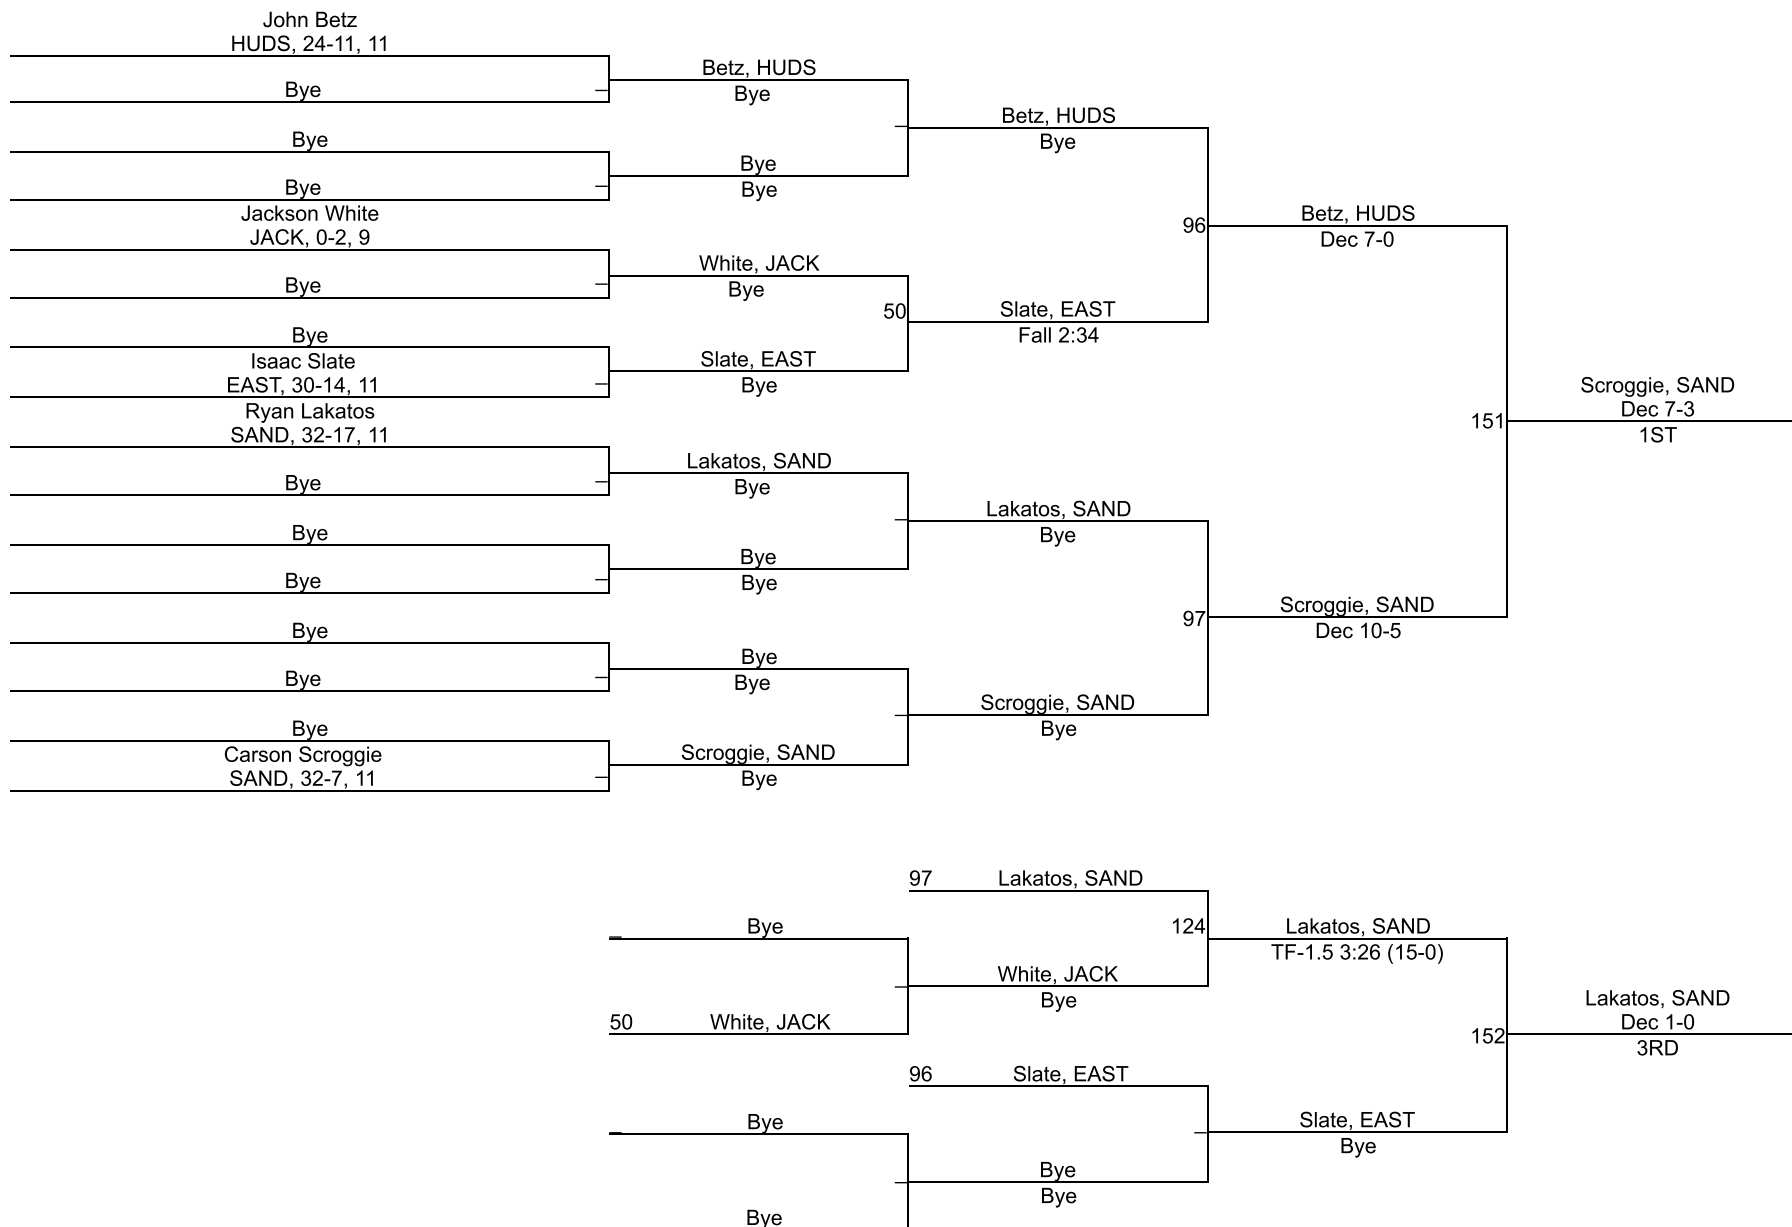 John Betz
HUDS, 24-11, 11
Bye
Bye
Bye
Jackson White
JACK, 0-2, 9
Bye
Bye
Isaac Slate
EAST, 30-14, 11
Ryan Lakatos
SAND, 32-17, 11
Bye
Bye
Bye
Bye
Bye
Bye
Carson Scroggie
SAND, 32-7, 11
Betz, HUDS
Bye
Bye
Bye
White, JACK
Bye
50
Slate, EAST
Bye
Lakatos, SAND
Bye
Bye
Bye
Bye
Bye
Scroggie, SAND
Bye
Betz, HUDS
Bye
96
Slate, EAST
Fall 2:34
Lakatos, SAND
Bye
97
Scroggie, SAND
Bye
Betz, HUDS
Dec 7-0
151
Scroggie, SAND
Dec 10-5
Scroggie, SAND
Dec 7-3
1ST
Bye
50 White, JACK
Bye
Bye
97 Lakatos, SAND
124
White, JACK
Bye
96 Slate, EAST
Bye
Bye
Lakatos, SAND
TF-1.5 3:26 (15-0)
152
Slate, EAST
Bye
Lakatos, SAND
Dec 1-0
3RD